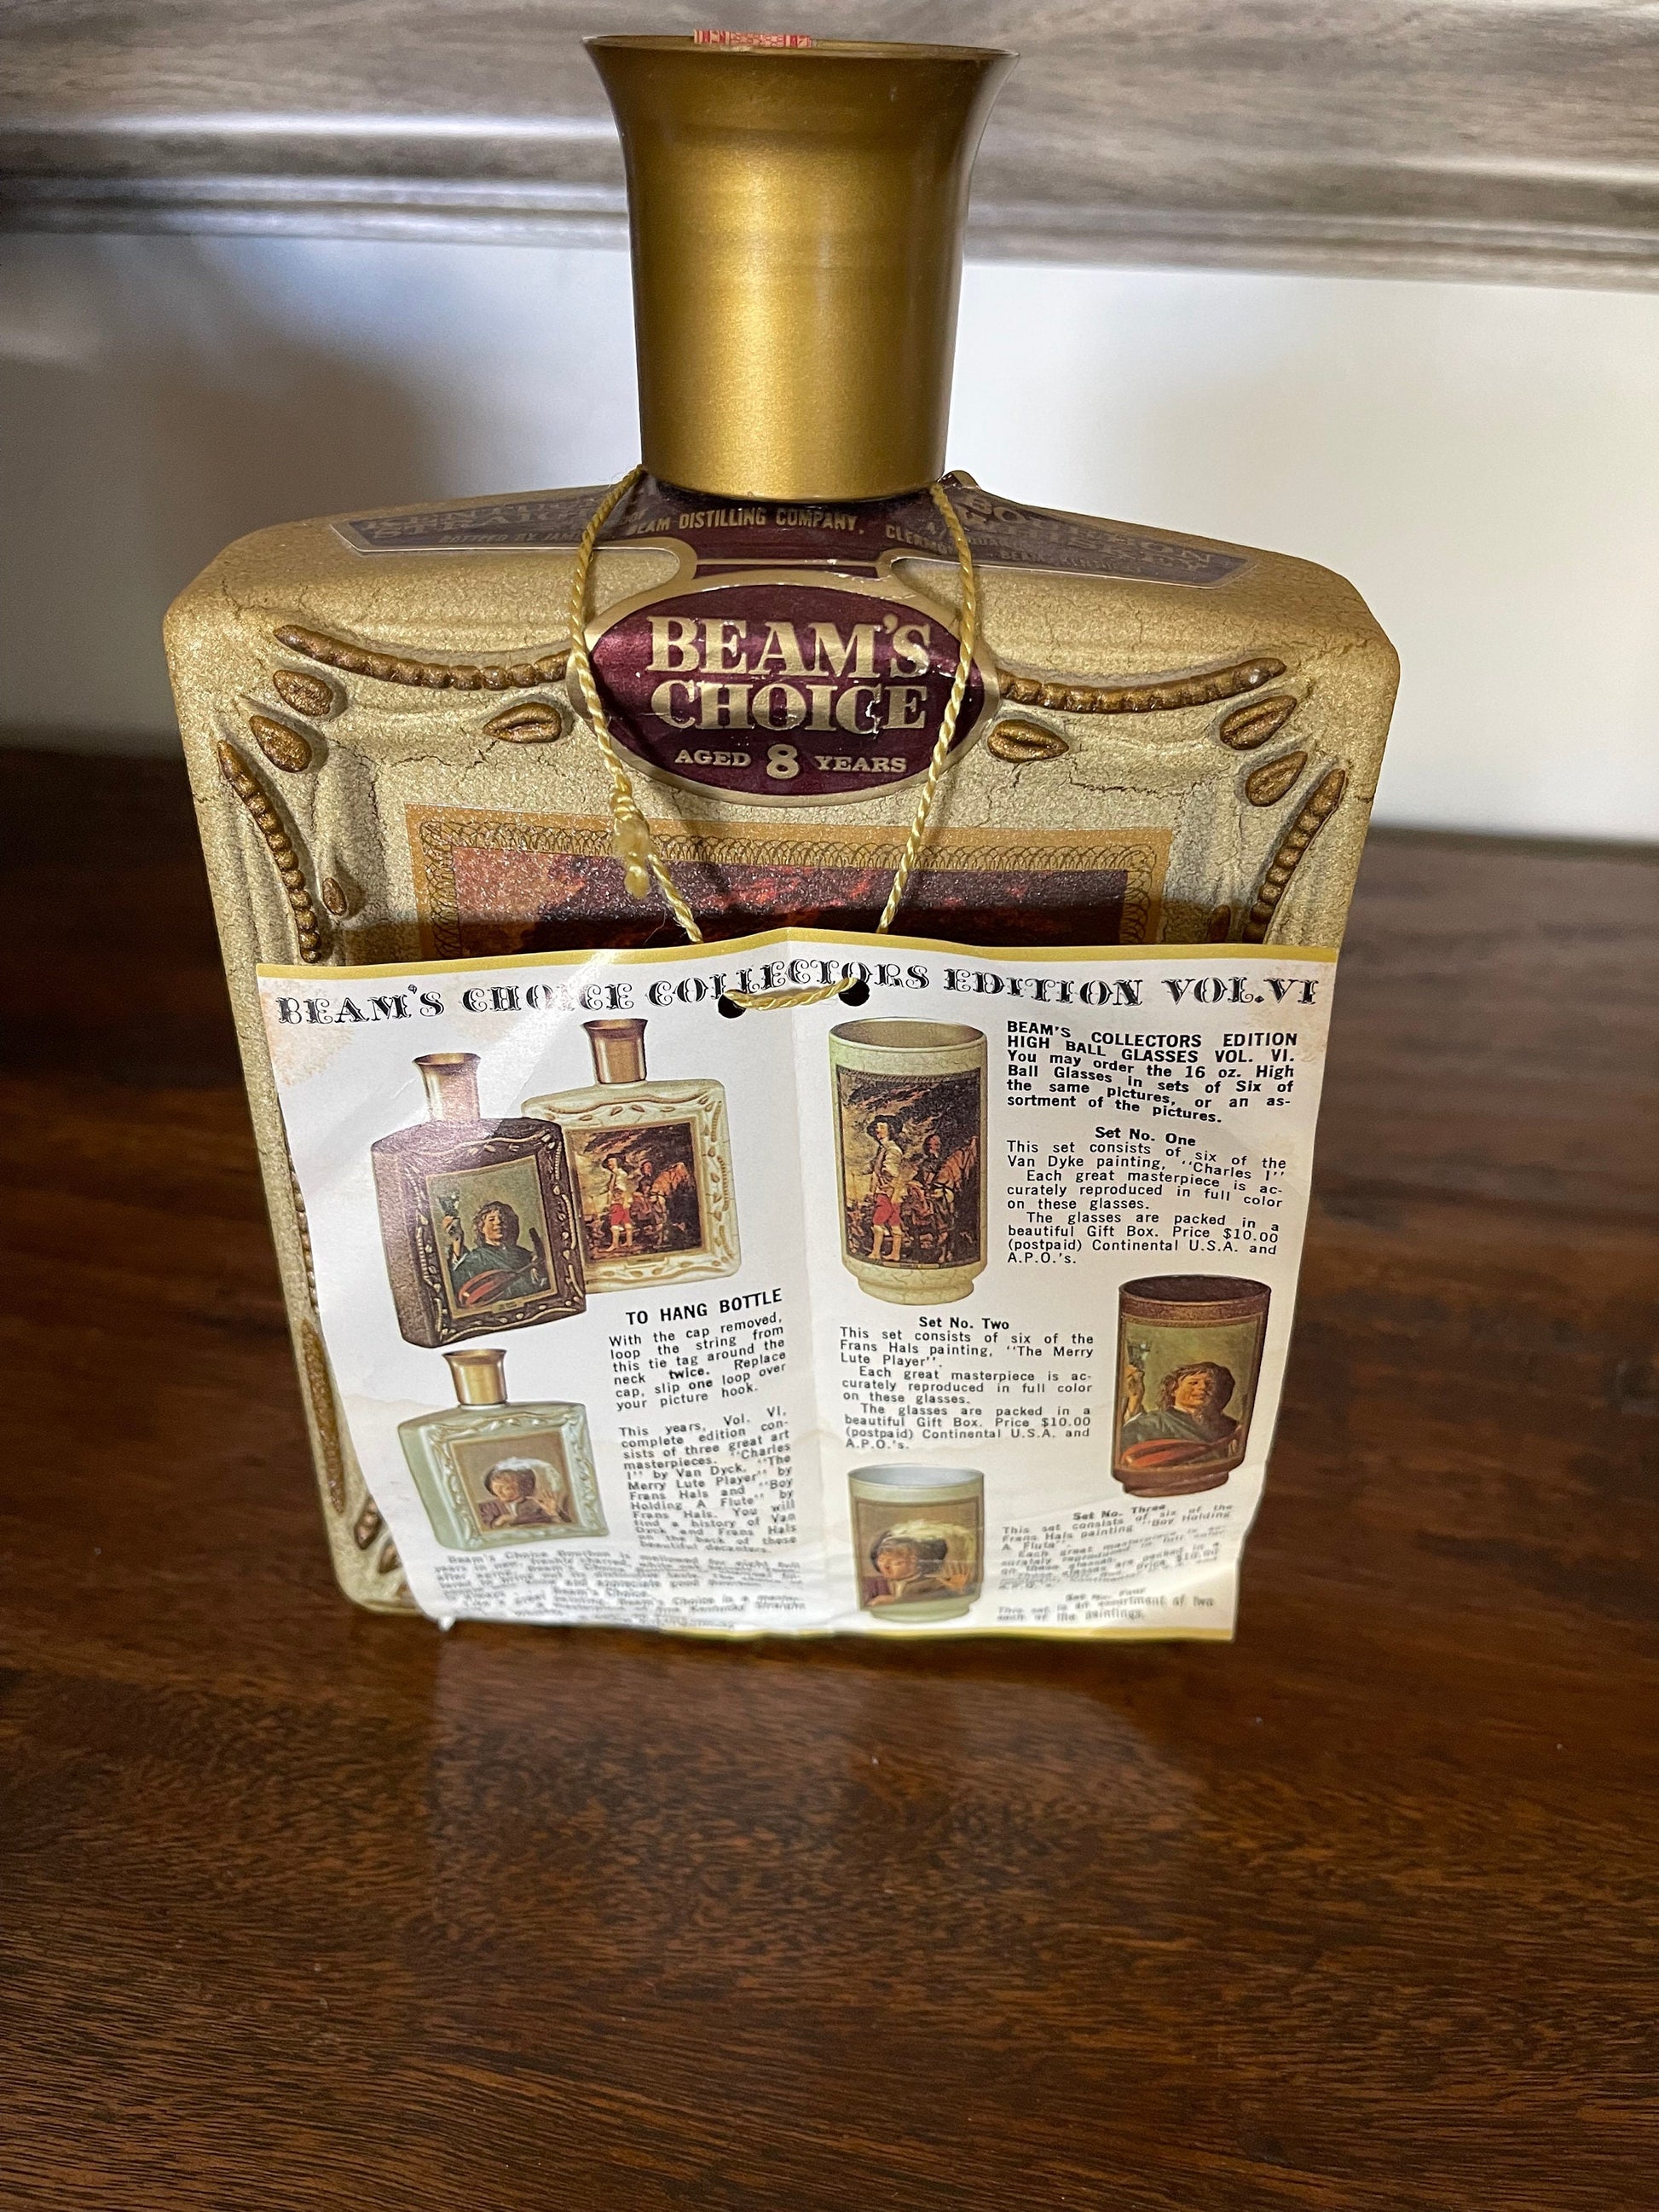 BEAM DISTILLING COMPANY,
BEAM'S
CHOICE
AGED 8 YEARS
BEAM'S CHOICE COLLECTORS EDITION VOL.VI
TO HANG BOTTLE
With the cap removed,
loop the string from
this tie tag around the
neck twice. Replace
cap, slip one loop over
your picture hook.
This years, Vol. VI,
complete edition con-
sists of three great art
masterpieces. "Charles
I" by Van Dyck, "The
Merry Lute Player" by
Frans Hals and "Boy
Holding A Flute" by
Frans Hals. You will
find a history of Van
Dyck and Frans Hals
on the back of these
beautiful decanters.
BEAM'S COLLECTORS EDITION
HIGH BALL GLASSES VOL. VI.
You may order the 16 oz. High
Ball Glasses in sets of Six of
the same pictures, or an as-
sortment of the pictures.
Set No. One
This set consists of six of the
Van Dyke painting, "Charles I"
Each great masterpiece is ac-
curately reproduced in full color
on these glasses.
The glasses are packed in a
beautiful Gift Box. Price $10.00
(postpaid) Continental U.S.A. and
A.P.O.'s.
Set No. Two
This set consists of six of the
Frans Hals painting, "The Merry
Lute Player".
Each great masterpiece is ac-
curately reproduced in full color
on these glasses.
The glasses are packed in a
beautiful Gift Box. Price $10.00
(postpaid) Continental U.S.A. and
A.P.O.'s.
Set No. Three
This set consists of six of the
Frans Hals painting "Boy Holding
A Flute".
This set is an assortment of two
each of the paintings.